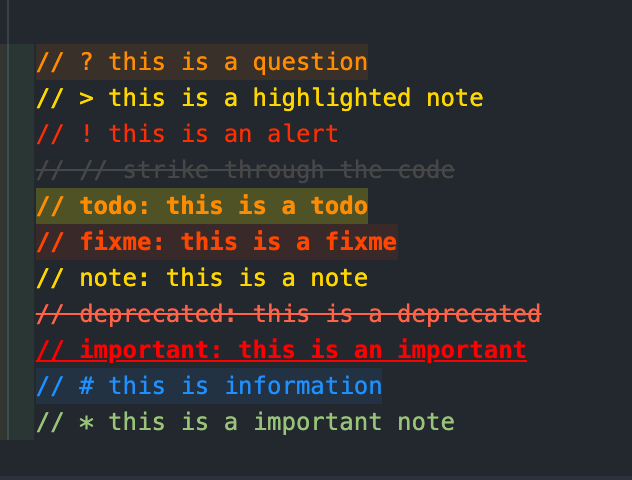 // ? this is a question
// > this is a highlighted note
// ! this is an alert
// // strike through the code
// todo: this is a todo
// fixme: this is a fixme
// note: this is a note
// deprecated: this is a deprecated
// important: this is an important
// # this is information
// * this is a important note